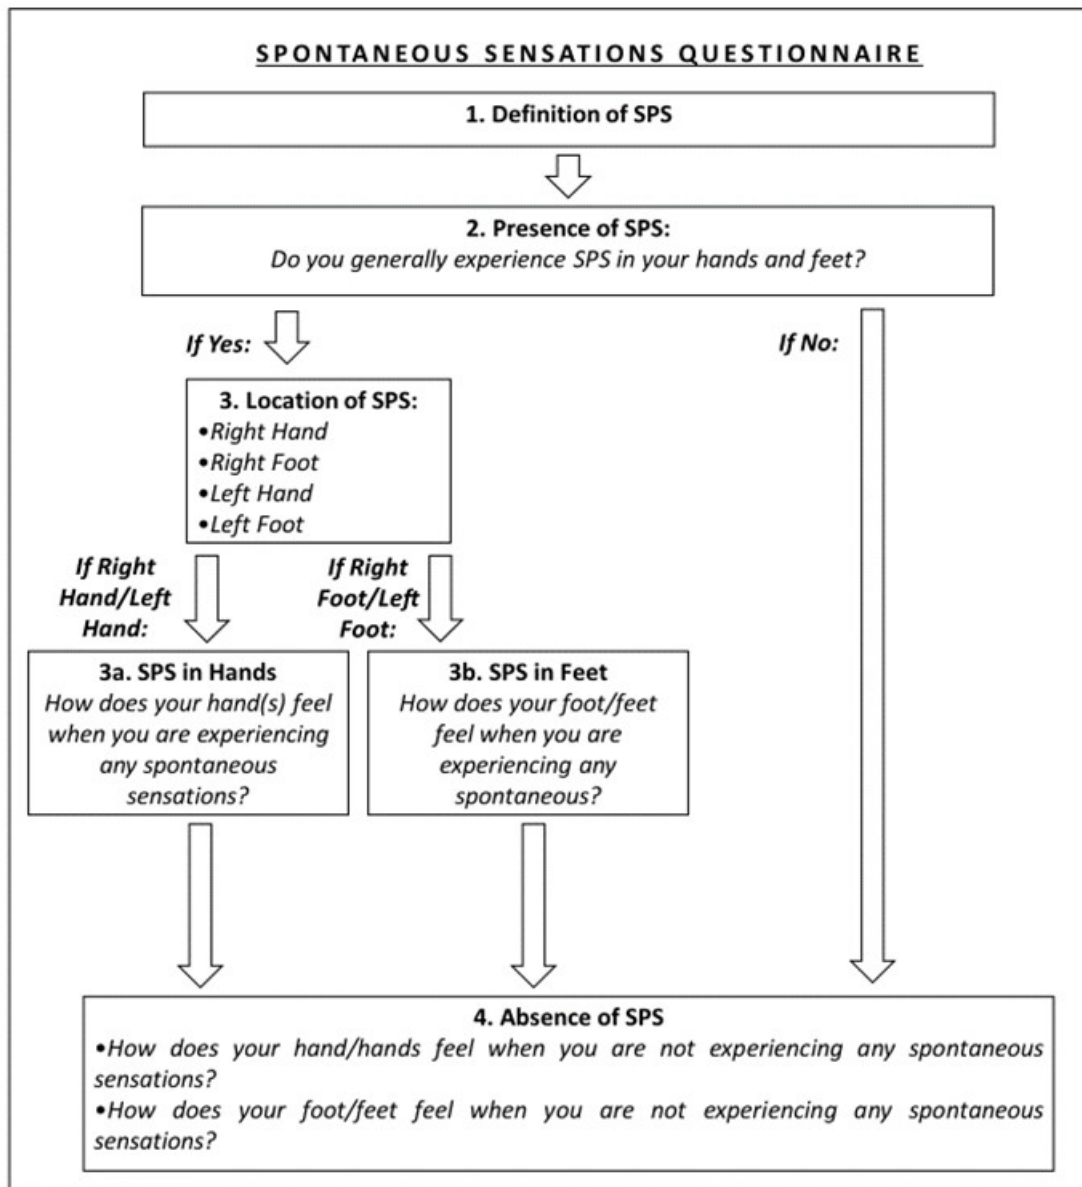 SPONTANEOUS SENSATIONS QUESTIONNAIRE
1. Definition of SPS
2. Presence of SPS:
Do you generally experience SPS in your hands and feet?
If Yes:
If No:
3. Location of SPS:
•Right Hand
•Right Foot
•Left Hand
•Left Foot
If Right
Hand/Left
Hand:
If Right
Foot/Left
Foot:
3a. SPS in Hands
How does your hand(s) feel
when you are experiencing
any spontaneous
sensations?
3b. SPS in Feet
How does your foot/feet
feel when you are
experiencing any
spontaneous?
4. Absence of SPS
•How does your hand/hands feel when you are not experiencing any spontaneous
sensations?
•How does your foot/feet feel when you are not experiencing any spontaneous
sensations?